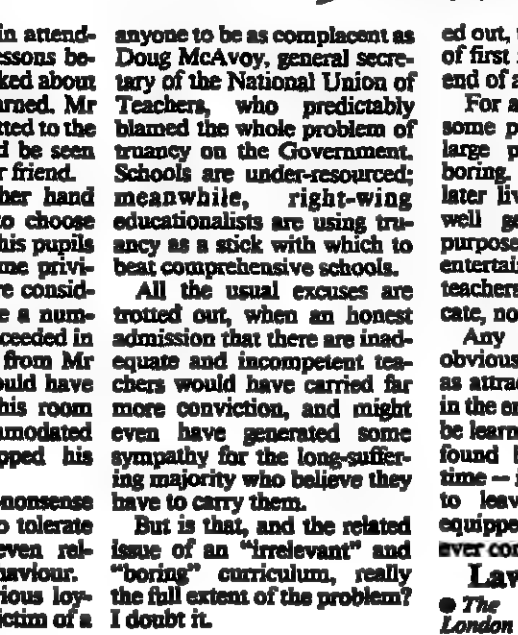 in attend-
essons be-
ked about
arned. Mr
tted to the
d be seen
r friend.
her hand
to choose
his pupils
me privi-
re consid-
e a num-
ceeded in
from Mr
ould have
his room
mmodated
pped his
-nonsense
o tolerate
even rel-
haviour.
rious loy-
ictim of a
anyone to be as complacent as
Doug McAvoy, general secre-
tary of the National Union of
Teachers, who predictably
blamed the whole problem of
truancy on the Government.
Schools are under-resourced;
meanwhile, right-wing
educationalists are using tru-
ancy as a stick with which to
beat comprehensive schools.
All the usual excuses are
trotted out, when an honest
admission that there are inad-
equate and incompetent tea-
chers would have carried far
more conviction, and might
even have generated some
sympathy for the long-suffer-
ing majority who believe they
have to carry them.
But is that, and the related
issue of an "irrelevant" and
"boring" curriculum, really
the full extent of the problem?
I doubt it.
ed out,
of first
end of a
For a
some p
large p
boring.
later liv
well ge
purpose
entertai
teachers
cate, no
Any
obvious
as attrac
in the en
be learn
found b
time —
to leav
equippe
ever con
Law
● The
London